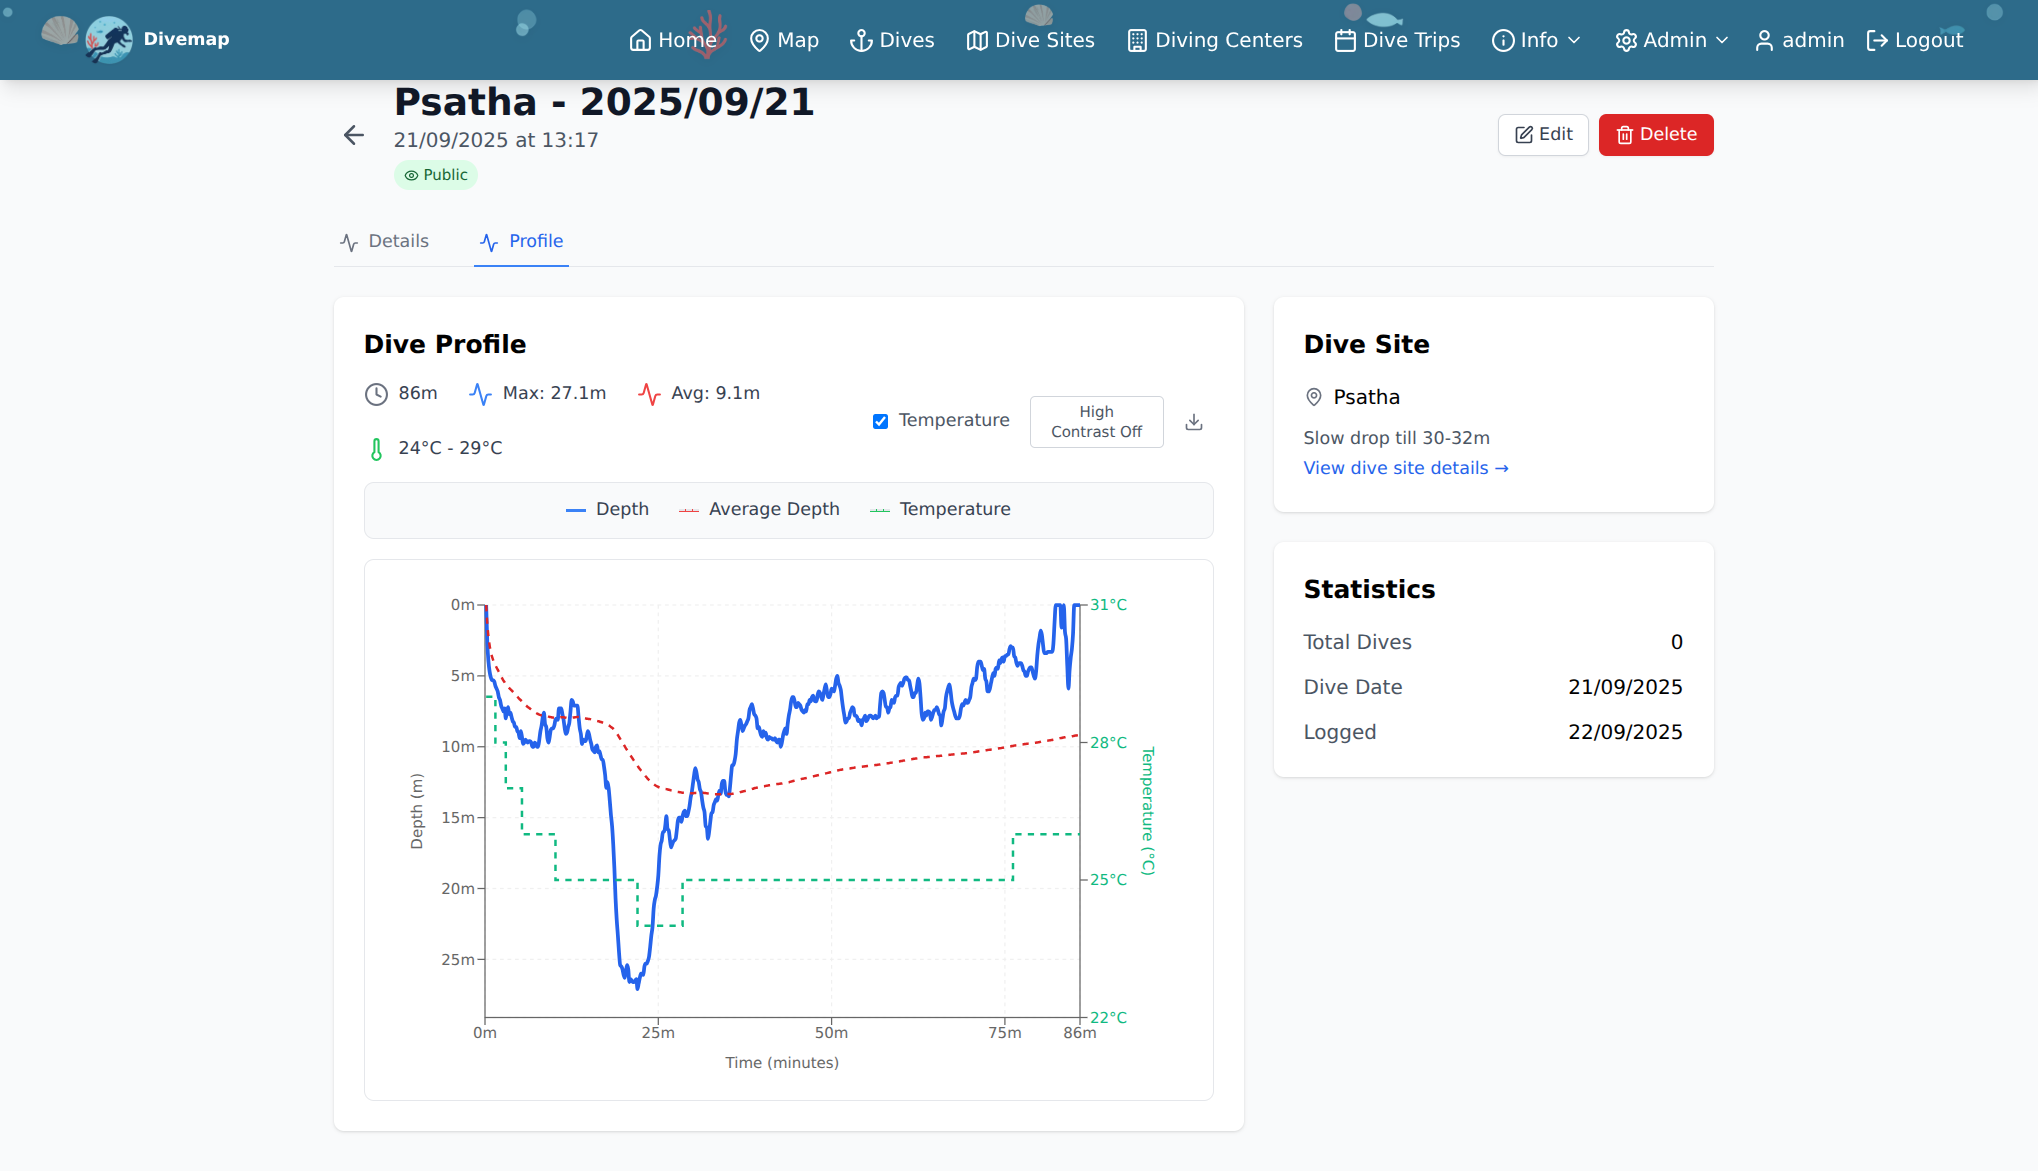 Divemap
Home
Map
Dives
Dive Sites
Diving Centers
Dive Trips
Info
Admin
admin
Logout
Psatha - 2025/09/21
21/09/2025 at 13:17
Public
Edit
Delete
Details
Profile
Dive Profile
86m
Max: 27.1m
Avg: 9.1m
24°C - 29°C
Temperature
High
Contrast Off
Depth
Average Depth
Temperature
0m
5m
10m
15m
20m
25m
Depth (m)
31°C
28°C
25°C
22°C
Temperature (°C)
0m
25m
50m
75m
86m
Time (minutes)
Dive Site
Psatha
Slow drop till 30-32m
View dive site details →
Statistics
Total Dives 0
Dive Date 21/09/2025
Logged 22/09/2025